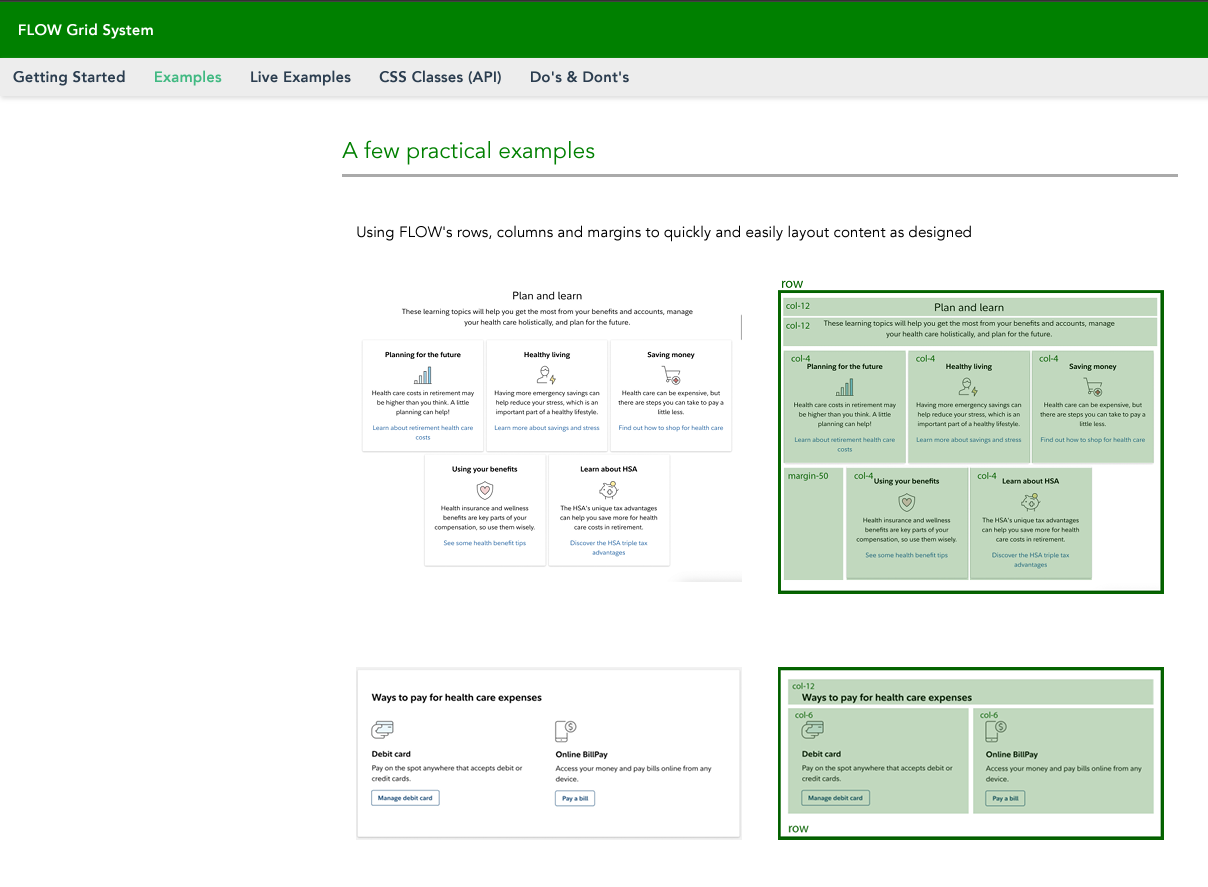 FLOW Grid System
Getting Started Examples Live Examples CSS Classes (API) Do's & Dont's
A few practical examples
Using FLOW's rows, columns and margins to quickly and easily layout content as designed
Plan and learn
These learning topics will help you get the most from your benefits and accounts, manage
your health care holistically, and plan for the future.
Planning for the future
Health care costs in retirement may
be higher than you think. A little
planning can help!
Learn about retirement health care
costs
Healthy living
Having more emergency savings can
help reduce your stress, which is an
important part of a healthy lifestyle.
Learn more about savings and stress
Saving money
Health care can be expensive, but
there are steps you can take to pay a
little less.
Find out how to shop for health care
Using your benefits
Health insurance and wellness
benefits are key parts of your
compensation, so use them wisely.
See some health benefit tips
Learn about HSA
The HSA's unique tax advantages
can help you save more for health
care costs in retirement.
Discover the HSA triple tax
advantages
row
col-12
Plan and learn
col-12
These learning topics will help you get the most from your benefits and accounts, manage
your health care holistically, and plan for the future.
col-4
Planning for the future
Health care costs in retirement may
be higher than you think. A little
planning can help!
Learn about retirement health care
costs
col-4
Healthy living
Having more emergency savings can
help reduce your stress, which is an
important part of a healthy lifestyle.
Learn more about savings and stress
col-4
Saving money
Health care can be expensive, but
there are steps you can take to pay a
little less.
Find out how to shop for health care
margin-50
col-4
Using your benefits
Health insurance and wellness
benefits are key parts of your
compensation, so use them wisely.
See some health benefit tips
col-4
Learn about HSA
The HSA's unique tax advantages
can help you save more for health
care costs in retirement.
Discover the HSA triple tax
advantages
Ways to pay for health care expenses
Debit card
Pay on the spot anywhere that accepts debit or
credit cards.
Manage debit card
Online BillPay
Access your money and pay bills online from any
device.
Pay a bill
col-12
Ways to pay for health care expenses
col-6
Debit card
Pay on the spot anywhere that accepts debit or
credit cards.
Manage debit card
col-6
Online BillPay
Access your money and pay bills online from any
device.
Pay a bill
row